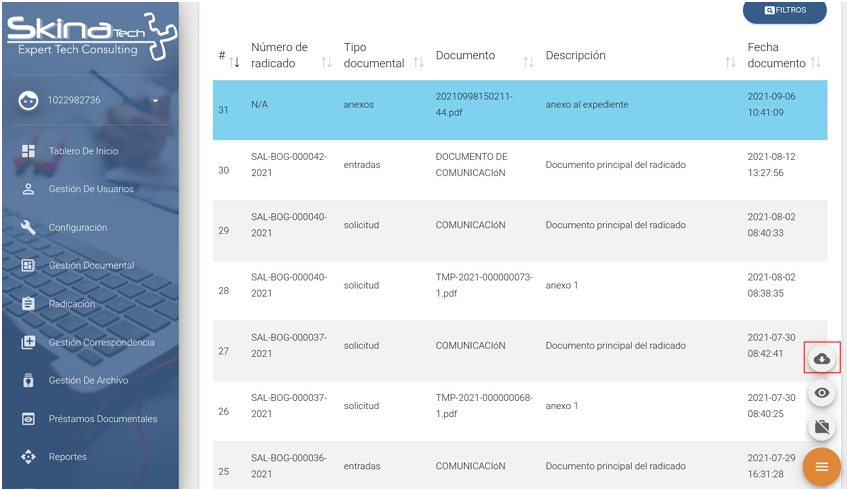 Skina Tech
Expert Tech Consulting
1022982736
Tablero De Inicio
Gestión De Usuarios
Configuración
Gestión Documental
Radicación
Gestión Correspondencia
Gestión De Archivo
Préstamos Documentales
Reportes
FILTROS
# Número de radicado Tipo documental Documento Descripción Fecha documento
31 N/A anexos 20210998150211-44.pdf anexo al expediente 2021-09-06 10:41:09
30 SAL-BOG-000042-2021 entradas DOCUMENTO DE COMUNICACIóN Documento principal del radicado 2021-08-12 13:27:56
29 SAL-BOG-000040-2021 solicitud COMUNICACIóN Documento principal del radicado 2021-08-02 08:40:33
28 SAL-BOG-000040-2021 solicitud TMP-2021-000000073-1.pdf anexo 1 2021-08-02 08:38:35
27 SAL-BOG-000037-2021 solicitud COMUNICACIóN Documento principal del radicado 2021-07-30 08:42:41
26 SAL-BOG-000037-2021 solicitud TMP-2021-000000068-1.pdf anexo 1 2021-07-30 08:40:25
25 SAL-BOG-000036-2021 entradas COMUNICACIóN Documento principal del radicado 2021-07-29 16:31:28